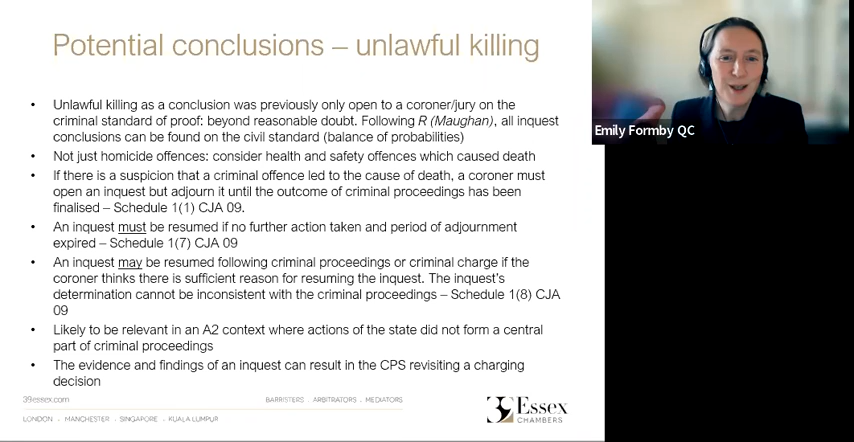 Potential conclusions – unlawful killing
• Unlawful killing as a conclusion was previously only open to a coroner/jury on the
criminal standard of proof: beyond reasonable doubt. Following R (Maughan), all inquest
conclusions can be found on the civil standard (balance of probabilities)
• Not just homicide offences: consider health and safety offences which caused death
• If there is a suspicion that a criminal offence led to the cause of death, a coroner must
open an inquest but adjourn it until the outcome of criminal proceedings has been
finalised – Schedule 1(1) CJA 09.
• An inquest must be resumed if no further action taken and period of adjournment
expired – Schedule 1(7) CJA 09
• An inquest may be resumed following criminal proceedings or criminal charge if the
coroner thinks there is sufficient reason for resuming the inquest. The inquest's
determination cannot be inconsistent with the criminal proceedings – Schedule 1(8) CJA
09
• Likely to be relevant in an A2 context where actions of the state did not form a central
part of criminal proceedings
• The evidence and findings of an inquest can result in the CPS revisiting a charging
decision
39essex.com
BARRISTERS . ARBITRATORS . MEDIATORS
LONDON . MANCHESTER . SINGAPORE . KUALA LUMPUR
39 Essex
CHAMBERS
Emily Formby QC